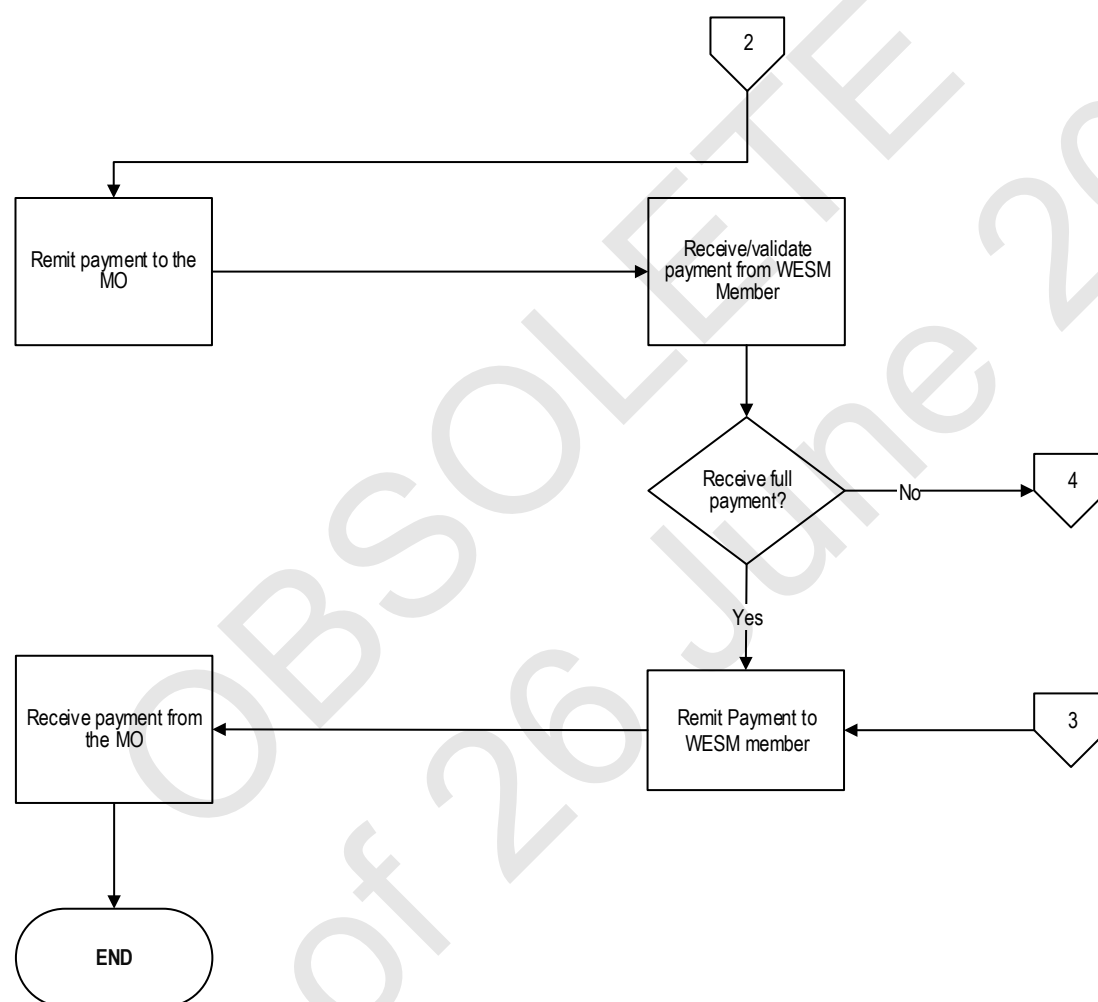 2
Remit payment to the
MO
Receive/validate
payment from WESM
Member
Receive full
payment?
No
4
Yes
Receive payment from
the MO
Remit Payment to
WESM member
3
END
OBSOLETE
of 26 June 20